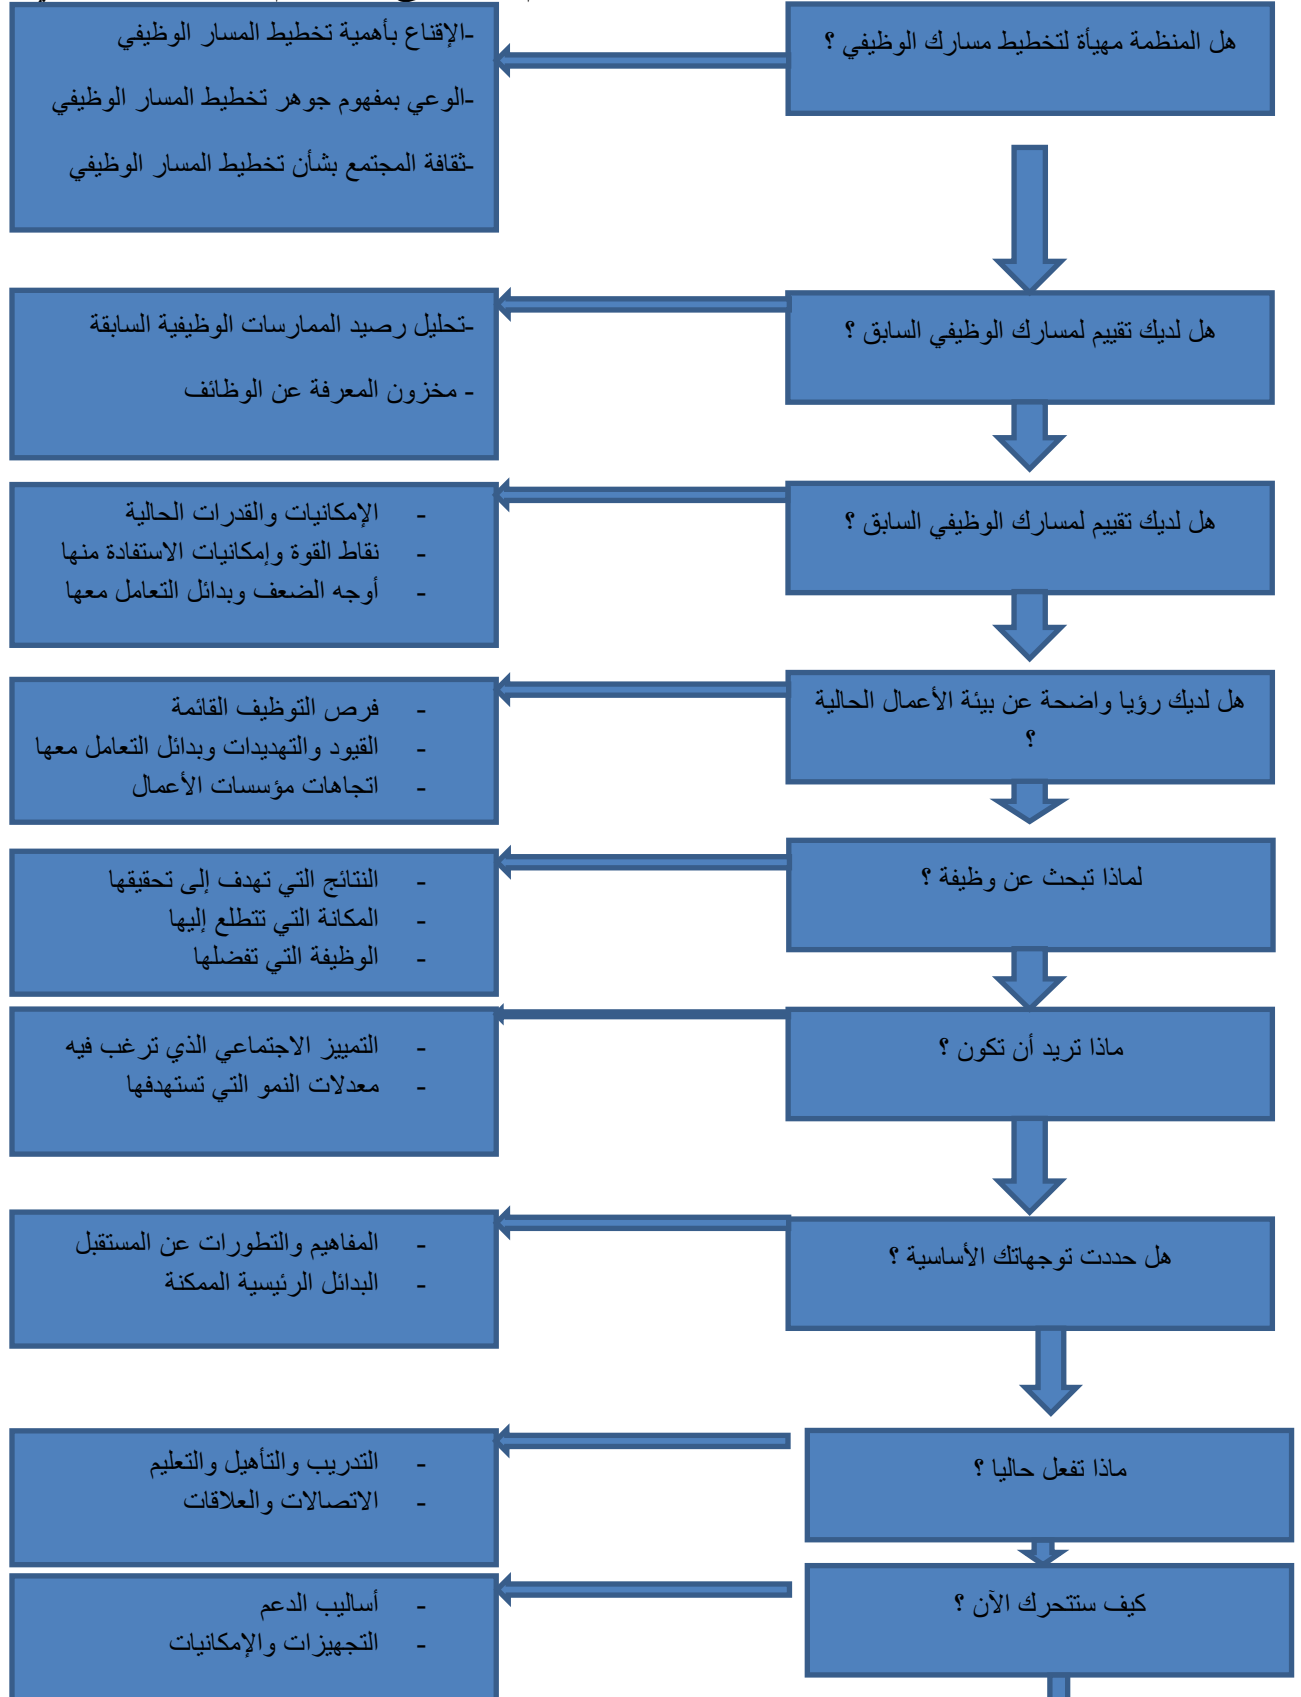 هل المنظمة مهيأة لتخطيط مسارك الوظيفي ؟
-الإقناع بأهمية تخطيط المسار الوظيفي
-الوعي بمفهوم جوهر تخطيط المسار الوظيفي
-ثقافة المجتمع بشأن تخطيط المسار الوظيفي
هل لديك تقييم لمسارك الوظيفي السابق ؟
-تحليل رصيد الممارسات الوظيفية السابقة
- مخزون المعرفة عن الوظائف
هل لديك تقييم لمسارك الوظيفي السابق ؟
- الإمكانيات والقدرات الحالية
- نقاط القوة وإمكانيات الاستفادة منها
- أوجه الضعف وبدائل التعامل معها
هل لديك رؤيا واضحة عن بيئة الأعمال الحالية
؟
- فرص التوظيف القائمة
- القيود والتهديدات وبدائل التعامل معها
- اتجاهات مؤسسات الأعمال
لماذا تبحث عن وظيفة ؟
- النتائج التي تهدف إلى تحقيقها
- المكانة التي تتطلع إليها
- الوظيفة التي تفضلها
ماذا تريد أن تكون ؟
- التمييز الاجتماعي الذي ترغب فيه
- معدلات النمو التي تستهدفها
هل حددت توجهاتك الأساسية ؟
- المفاهيم والتطورات عن المستقبل
- البدائل الرئيسية الممكنة
ماذا تفعل حاليا ؟
- التدريب والتأهيل والتعليم
- الاتصالات والعلاقات
كيف ستتحرك الآن ؟
- أساليب الدعم
- التجهيزات والإمكانيات